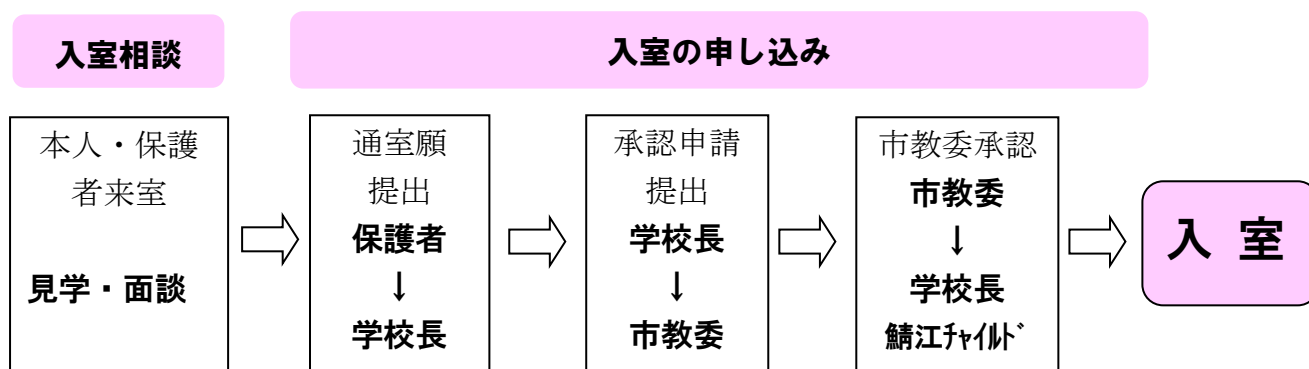 入室相談
入室の申し込み
本人・保護
者来室
見学・面談
通室願
提出
保護者
↓
学校長
承認申請
提出
学校長
↓
市教委
市教委承認
市教委
↓
学校長
鯖江ﾁｬｲﾙﾄﾞ
入 室